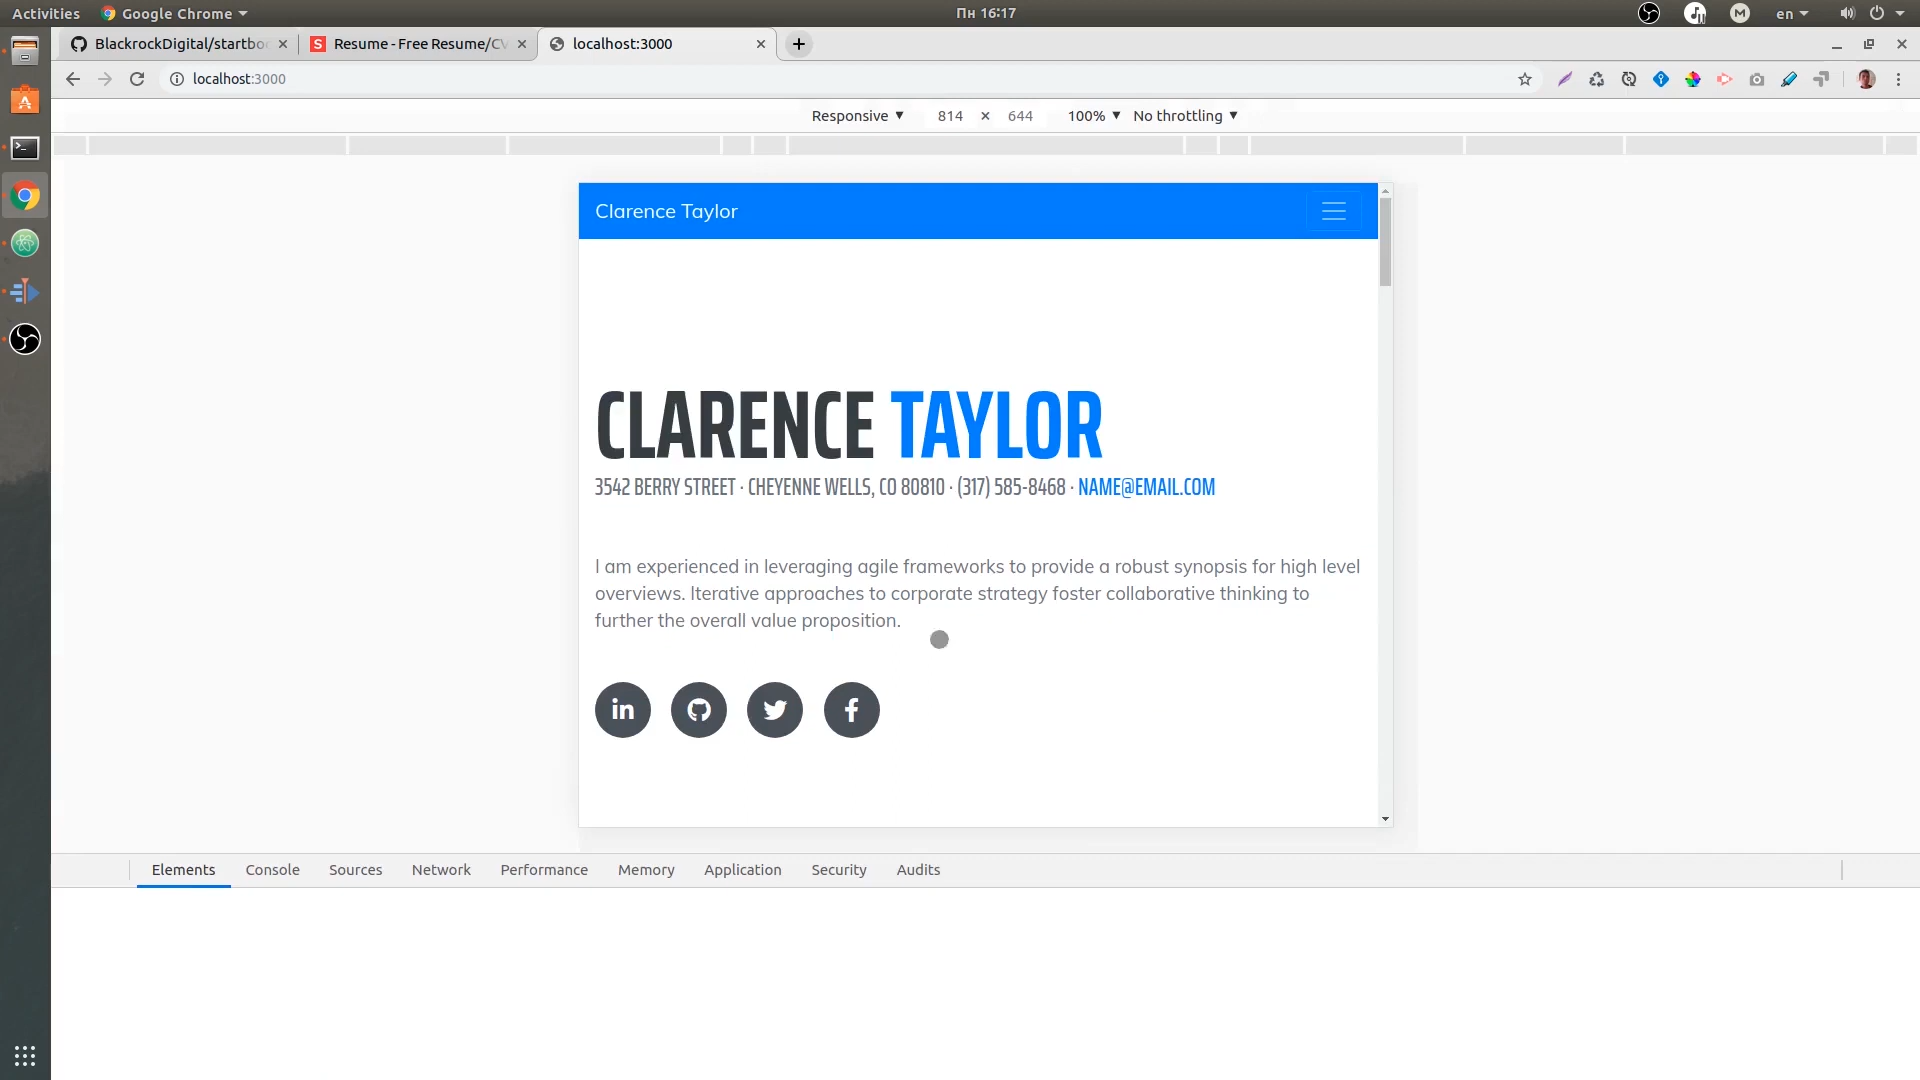 Activities Google Chrome Пн 16:17 en
BlackrockDigital/startboo Resume - Free Resume/CV localhost:3000
localhost:3000
Responsive 814 × 644 100% No throttling
Clarence Taylor
CLARENCE TAYLOR
3542 BERRY STREET · CHEYENNE WELLS, CO 80810 · (317) 585-8468 · NAME@EMAIL.COM
I am experienced in leveraging agile frameworks to provide a robust synopsis for high level
overviews. Iterative approaches to corporate strategy foster collaborative thinking to
further the overall value proposition.
Elements Console Sources Network Performance Memory Application Security Audits